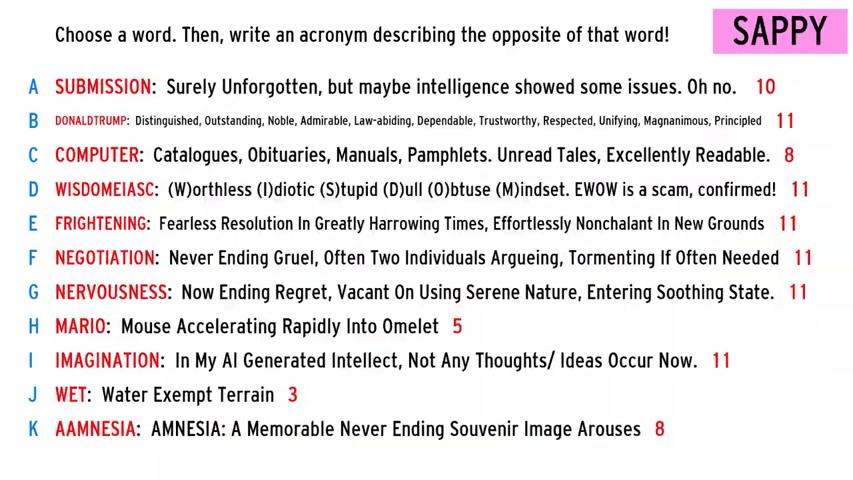 Choose a word. Then, write an acronym describing the opposite of that word! SAPPY
A SUBMISSION: Surely Unforgotten, but maybe intelligence showed some issues. Oh no. 10
B DONALDTRUMP: Distinguished, Outstanding, Noble, Admirable, Law-abiding, Dependable, Trustworthy, Respected, Unifying, Magnanimous, Principled 11
C COMPUTER: Catalogues, Obituaries, Manuals, Pamphlets. Unread Tales, Excellently Readable. 8
D WISDOMEIASC: (W)orthless (I)diotic (S)tupid (D)ull (O)btuse (M)indset. EWOW is a scam, confirmed! 11
E FRIGHTENING: Fearless Resolution In Greatly Harrowing Times, Effortlessly Nonchalant In New Grounds 11
F NEGOTIATION: Never Ending Gruel, Often Two Individuals Argueing, Tormenting If Often Needed 11
G NERVOUSNESS: Now Ending Regret, Vacant On Using Serene Nature, Entering Soothing State. 11
H MARIO: Mouse Accelerating Rapidly Into Omelet 5
I IMAGINATION: In My AI Generated Intellect, Not Any Thoughts/ Ideas Occur Now. 11
J WET: Water Exempt Terrain 3
K AAMNESIA: AMNESIA: A Memorable Never Ending Souvenir Image Arouses 8